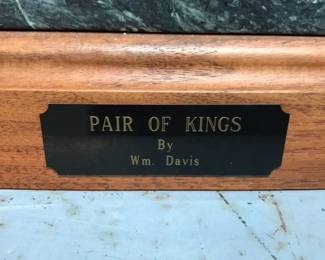 PAIR OF KINGS
By
Wm. Davis